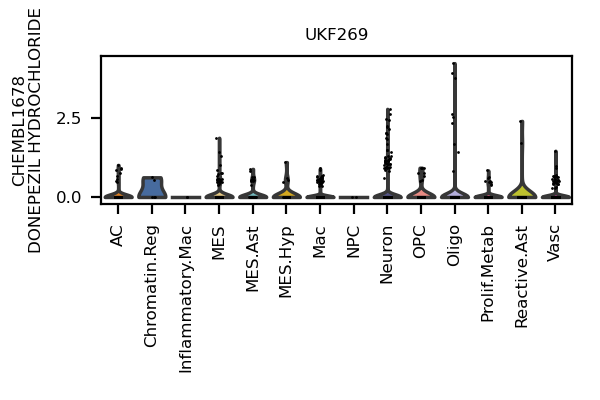 UKF269
CHEMBL1678
DONEPEZIL HYDROCHLORIDE
2.5
0.0
AC
Chromatin.Reg
Inflammatory.Mac
MES
MES.Ast
MES.Hyp
Mac
NPC
Neuron
OPC
Oligo
Prolif.Metab
Reactive.Ast
Vasc